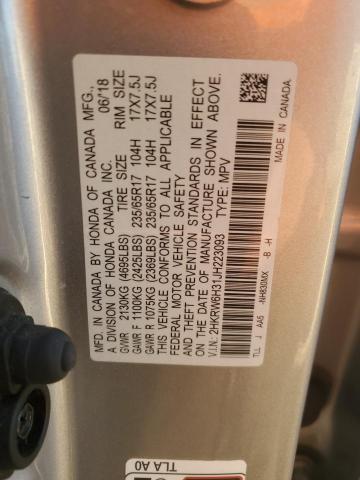 MFD. IN CANADA BY HONDA OF CANADA MFG.,
A DIVISION OF HONDA CANADA INC. 06/18
TIRE SIZE RIM SIZE
GVWR 2130KG (4695LBS)
GAWR F 1100KG (2425LBS) 235/65R17 104H 17X7.5J
GAWR R 1075KG (2369LBS) 235/65R17 104H 17X7.5J
THIS VEHICLE CONFORMS TO ALL APPLICABLE
FEDERAL MOTOR VEHICLE SAFETY
AND THEFT PREVENTION STANDARDS IN EFFECT
ON THE DATE OF MANUFACTURE SHOWN ABOVE.
V.I.N: 2HKRW6H31JH223093 TYPE: MPV
TLL J AA5 -NH830MX -B -H
MADE IN CANADA
TLA A0